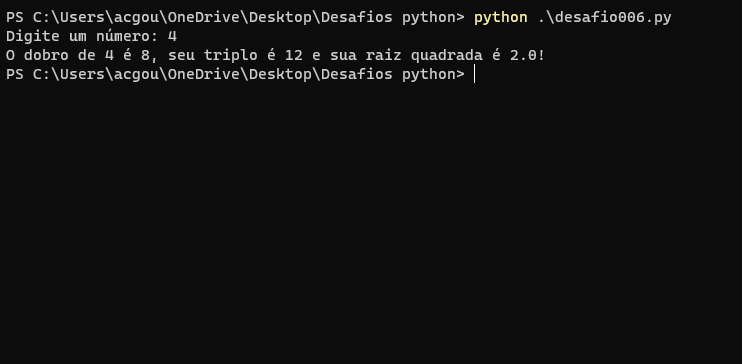 PS C:\Users\acgou\OneDrive\Desktop\Desafios python> python .\desafio006.py
Digite um número: 4
O dobro de 4 é 8, seu triplo é 12 e sua raiz quadrada é 2.0!
PS C:\Users\acgou\OneDrive\Desktop\Desafios python>